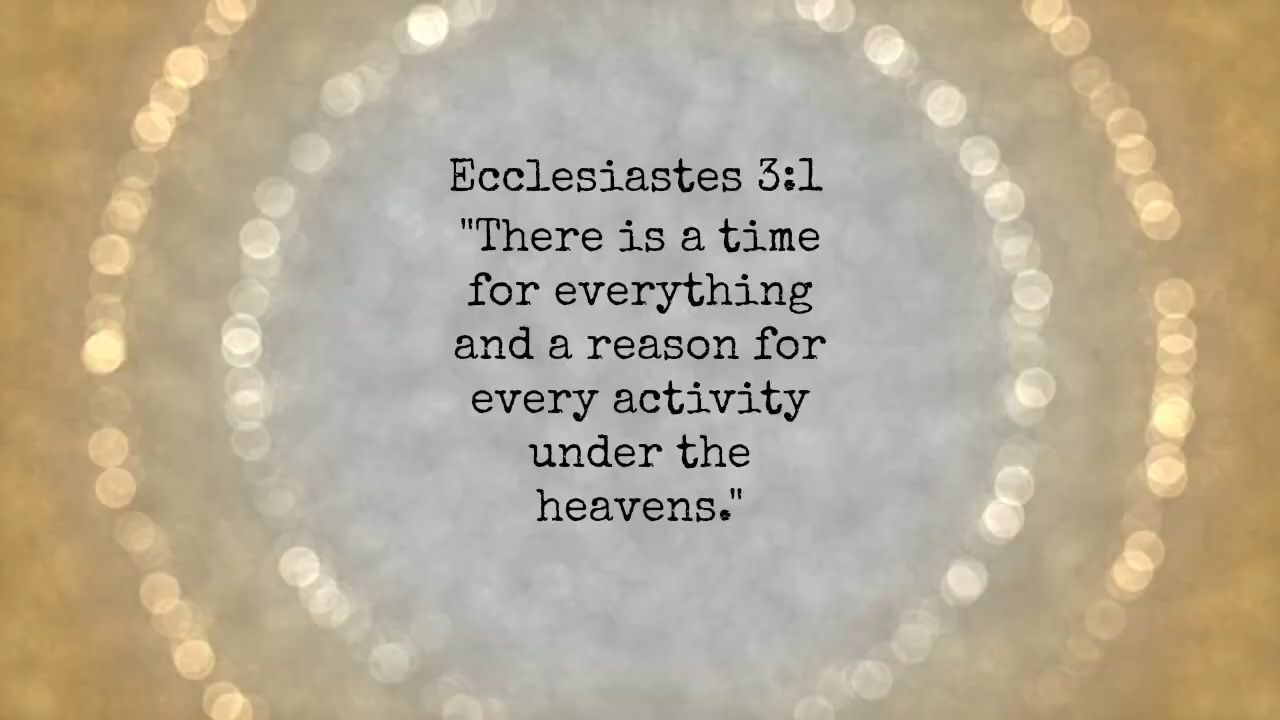 Ecclesiastes 3:1
"There is a time
for everything
and a reason for
every activity
under the
heavens."